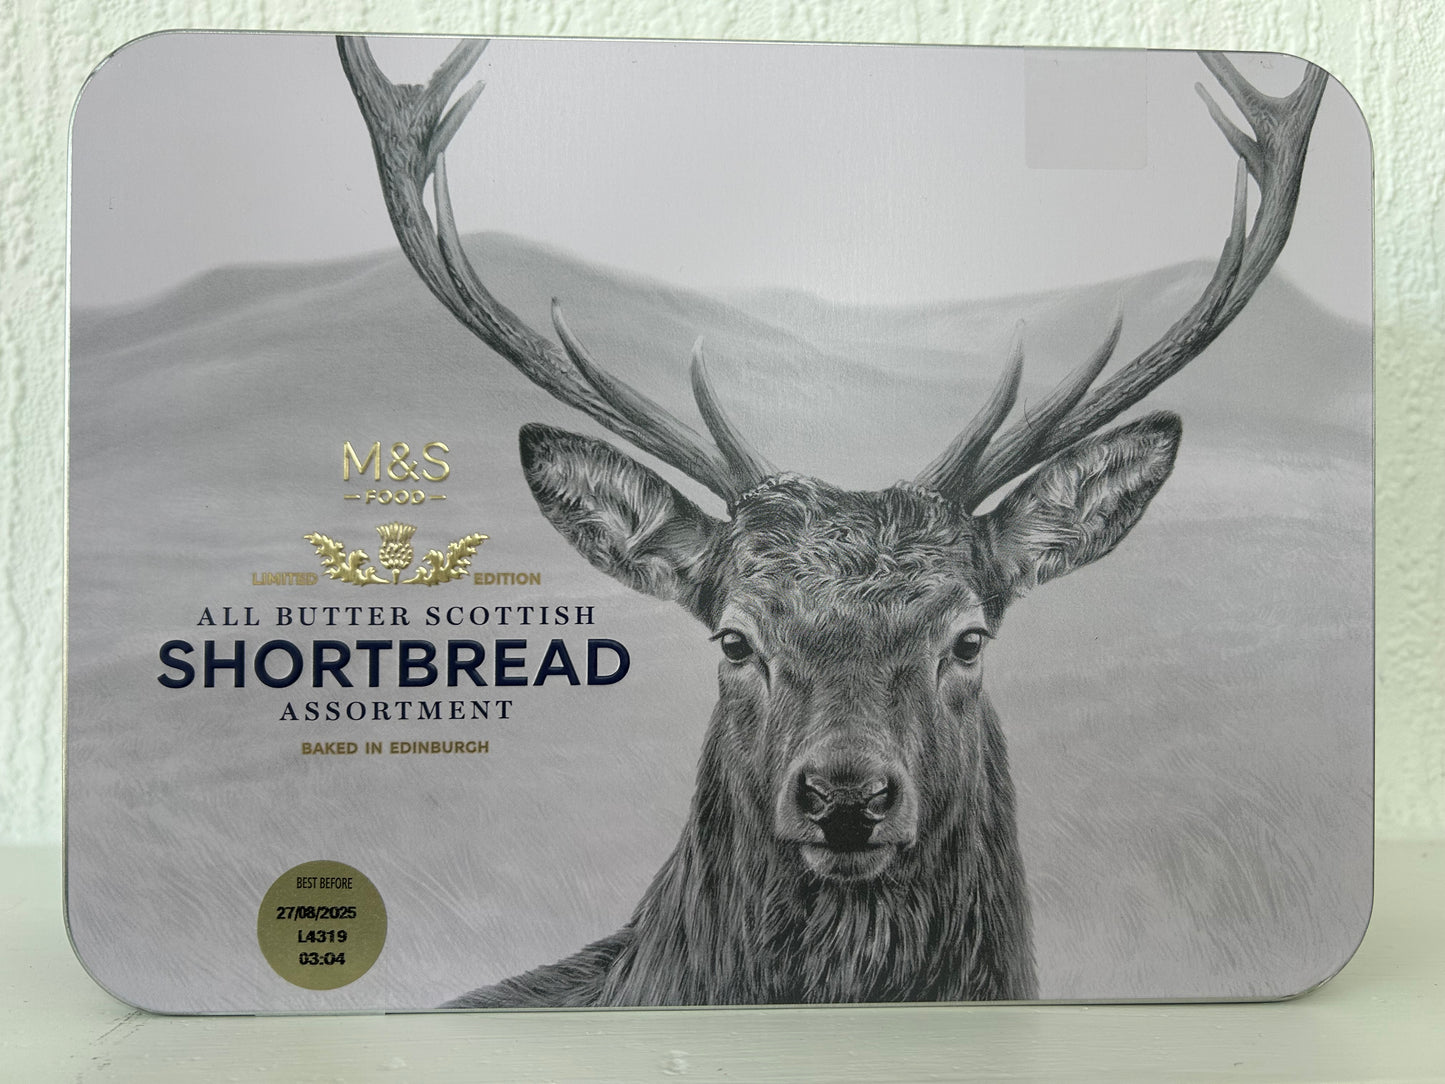 M&S
FOOD
LIMITED EDITION
ALL BUTTER SCOTTISH
SHORTBREAD
ASSORTMENT
BAKED IN EDINBURGH
BEST BEFORE
27/08/2025
L4319
03:04